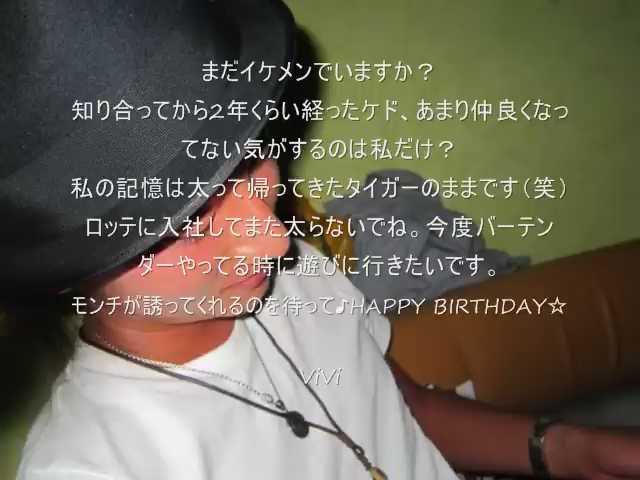 まだイケメンでいますか？
知り合ってから2年くらい経ったケド、あまり仲良くなっ
てない気がするのは私だけ？
私の記憶は太って帰ってきたタイガーのままです（笑）
ロッテに入社してまた太らないでね。今度バーテン
ダーやってる時に遊びに行きたいです。
モンチが誘ってくれるのを待って♪HAPPY BIRTHDAY☆
ViVi